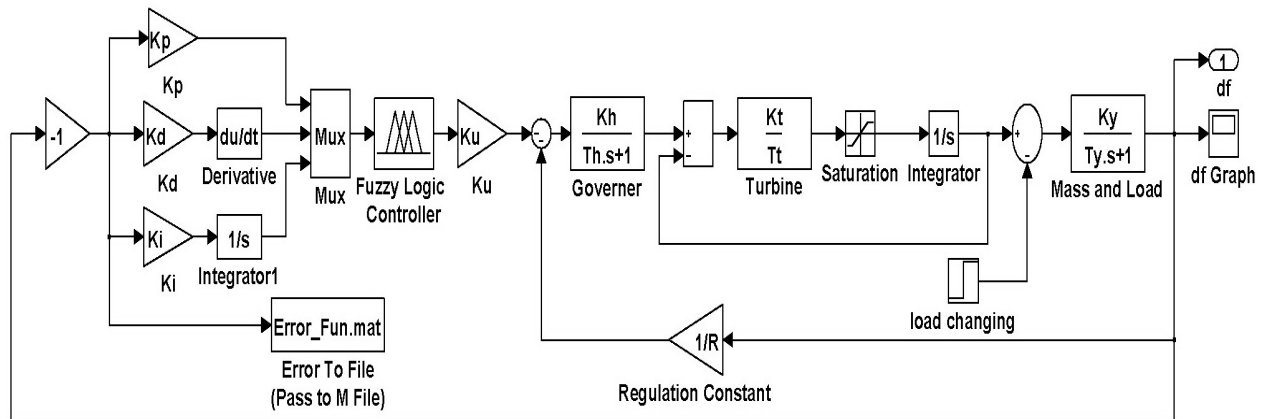 Kp
Kp
-1
Kd
Kd
du/dt
Derivative
Ki
Ki
1/s
Integrator1
Error_Fun.mat
Error To File
(Pass to M File)
Mux
Mux
Fuzzy Logic
Controller
Ku
Ku
-
-
Kh
Th.s+1
Governer
+
-
Kt
Tt
Turbine
Saturation
1/s
Integrator
+
-
load changing
Ky
Ty.s+1
Mass and Load
1
df
df Graph
1/R
Regulation Constant